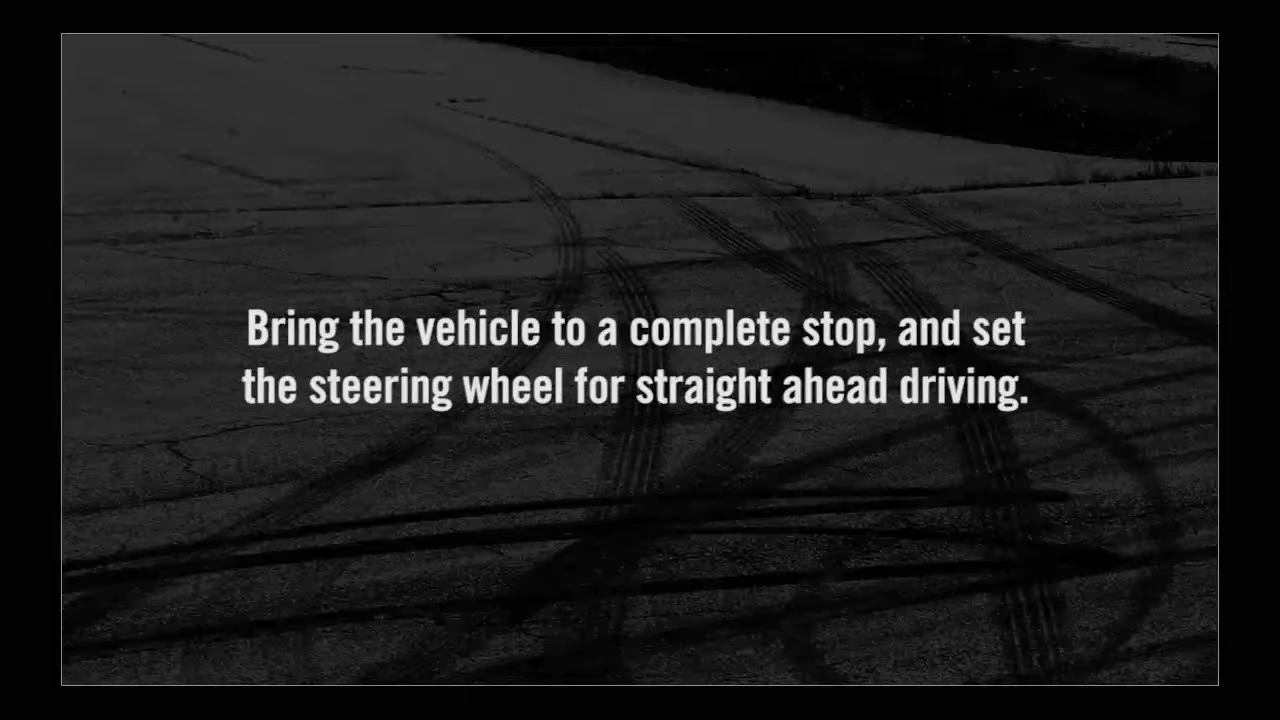 Bring the vehicle to a complete stop, and set
the steering wheel for straight ahead driving.